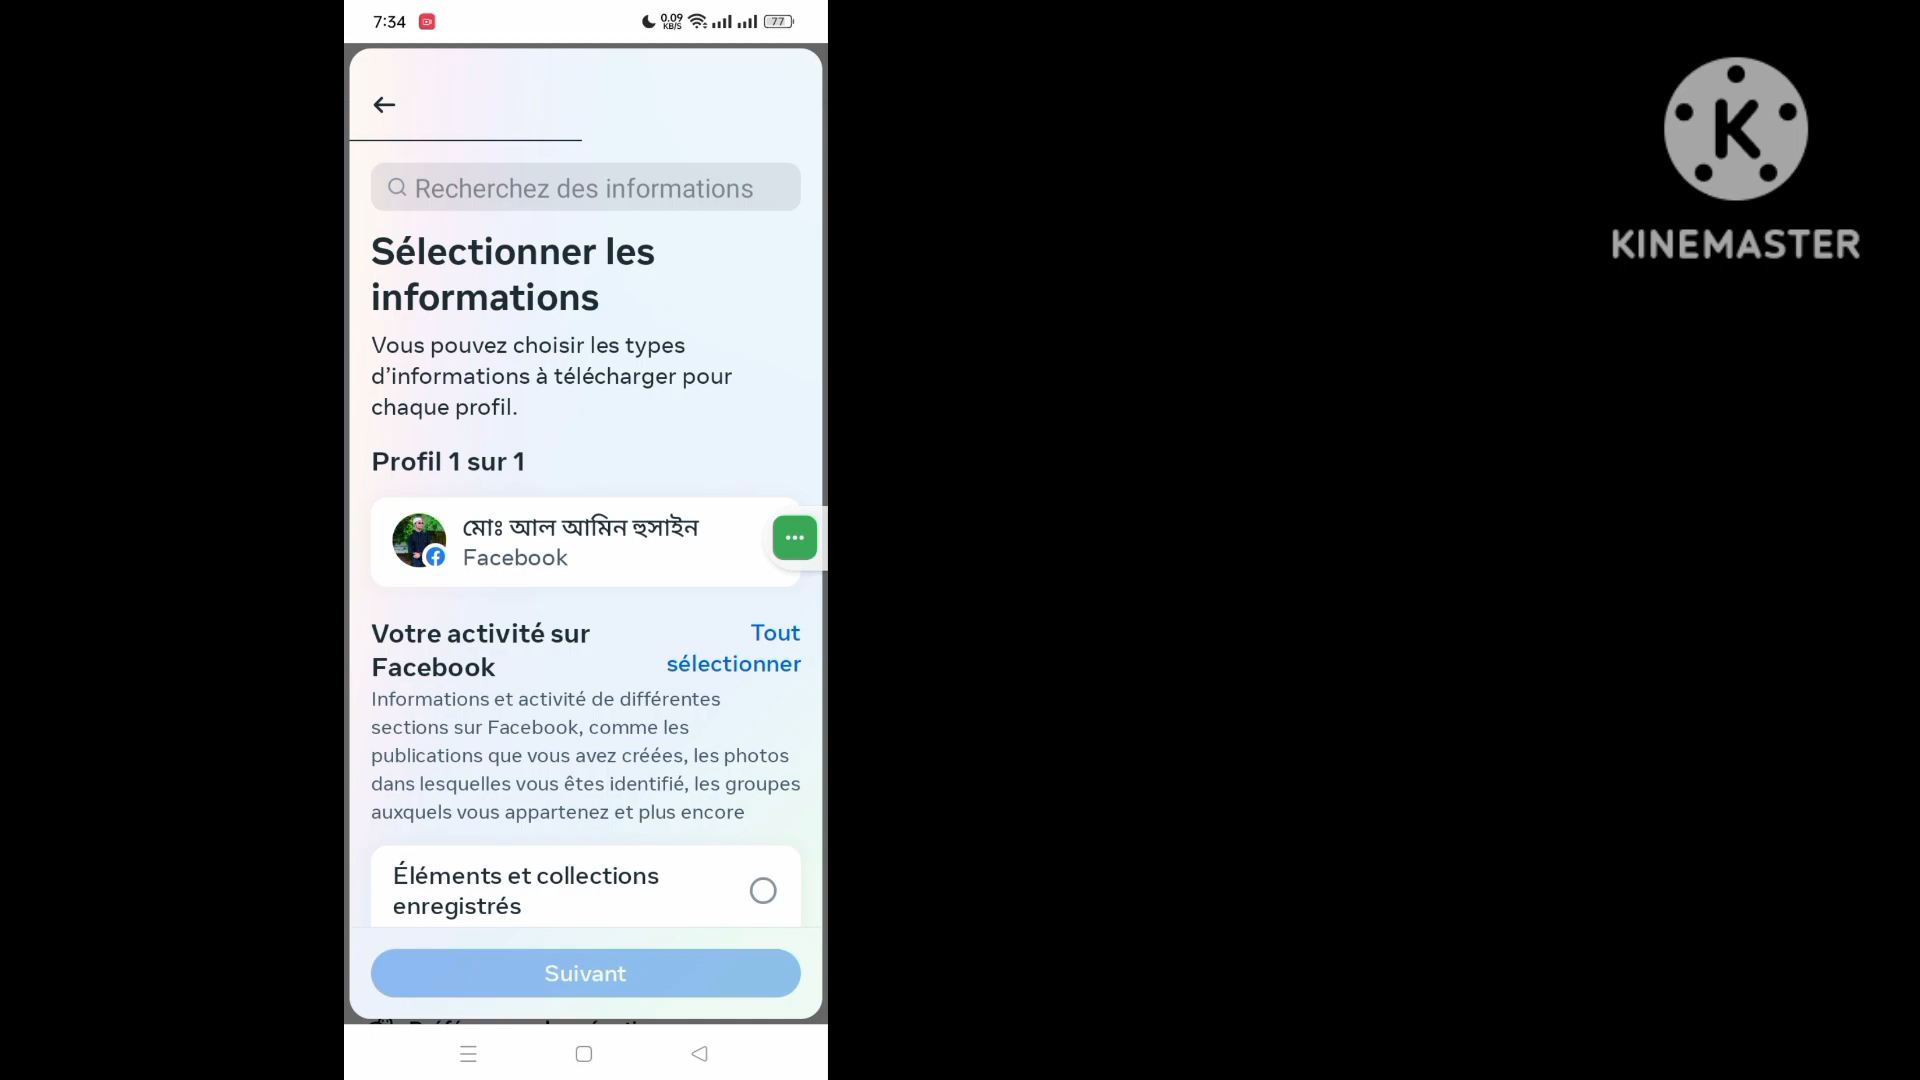 7:34
0.09
KB/S
77
Recherchez des informations
Sélectionner les
informations
Vous pouvez choisir les types
d’informations à télécharger pour
chaque profil.
Profil 1 sur 1
মোঃ আল আমিন হুসাইন
Facebook
Votre activité sur
Facebook
Tout
sélectionner
Informations et activité de différentes
sections sur Facebook, comme les
publications que vous avez créées, les photos
dans lesquelles vous êtes identifié, les groupes
auxquels vous appartenez et plus encore
Éléments et collections
enregistrés
Suivant
K
KINEMASTER